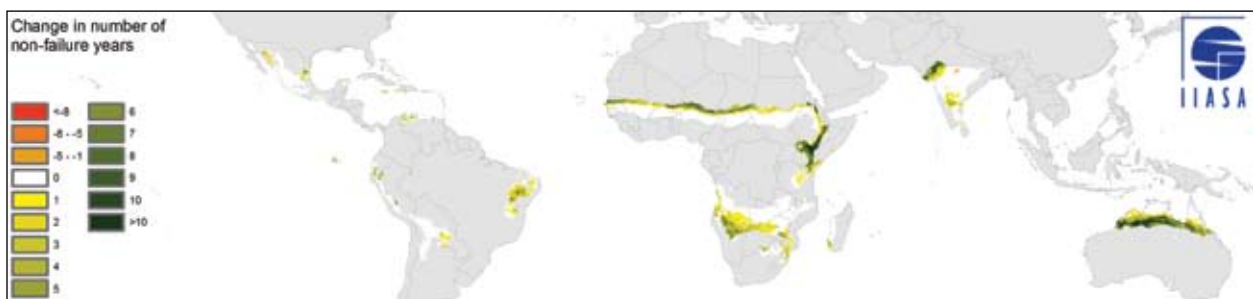 Change in number of
non-failure years
<-8
-8 - -5
-5 - -1
0
1
2
3
4
5
6
7
8
9
10
>10
IIASA